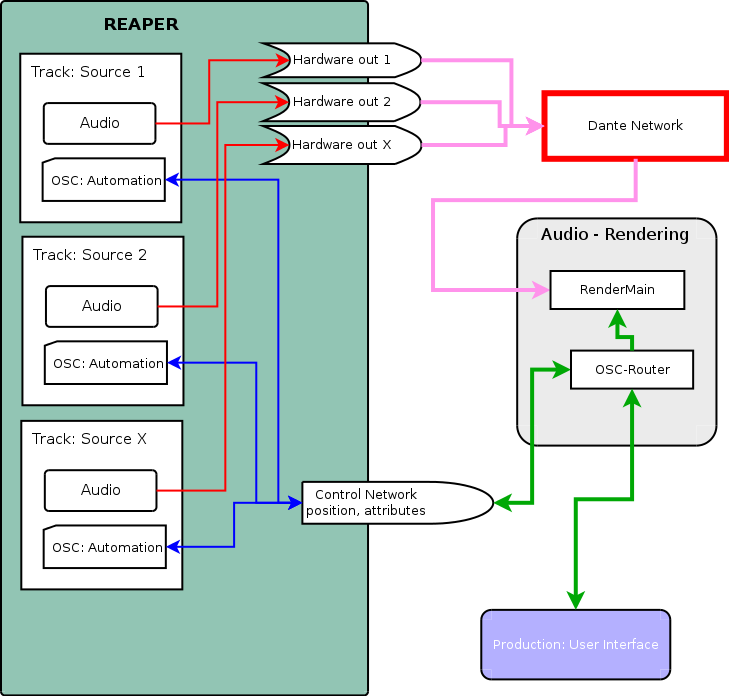 REAPER
Track: Source 1
Audio
OSC: Automation
Track: Source 2
Audio
OSC: Automation
Track: Source X
Audio
OSC: Automation
Hardware out 1
Hardware out 2
Hardware out X
Control Network
position, attributes
Dante Network
Audio - Rendering
RenderMain
OSC-Router
Production: User Interface